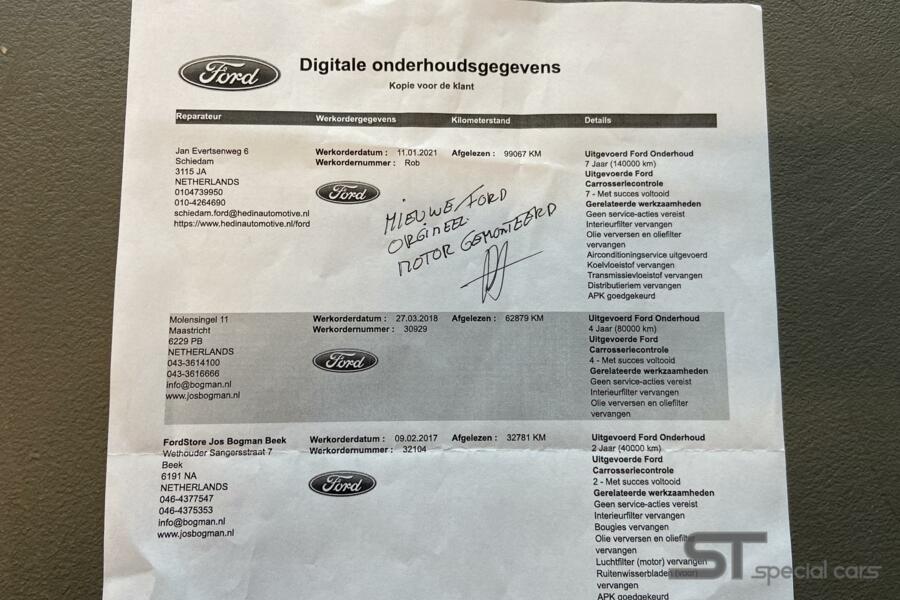 Ford
Digitale onderhoudsgegevens
Kopie voor de klant
Reparateur Werkordergegevens Kilometerstand Details
Jan Evertsenweg 6
Schiedam
3115 JA
NETHERLANDS
0104739950
010-4264690
schiedam.ford@hedinautomotive.nl
https://www.hedinautomotive.nl/ford
Werkorderdatum : 11.01.2021
Werkordernummer : Rob
Ford
Afgelezen : 99067 KM
NIEUWE FORD
ORGINEEL
MOTOR GEMONTEERD
Uitgevoerd Ford Onderhoud
7 Jaar (140000 km)
Uitgevoerde Ford
Carrosseriecontrole
7 - Met succes voltooid
Gerelateerde werkzaamheden
Geen service-acties vereist
Interieurfilter vervangen
Olie verversen en oliefilter
vervangen
Airconditioningservice uitgevoerd
Koelvloeistof vervangen
Transmissievloeistof vervangen
Distributieriem vervangen
APK goedgekeurd
Molensingel 11
Maastricht
6229 PB
NETHERLANDS
043-3614100
043-3616666
info@bogman.nl
www.josbogman.nl
Werkorderdatum : 27.03.2018
Werkordernummer : 30929
Ford
Afgelezen : 62879 KM
Uitgevoerd Ford Onderhoud
4 Jaar (80000 km)
Uitgevoerde Ford
Carrosseriecontrole
4 - Met succes voltooid
Gerelateerde werkzaamheden
Geen service-acties vereist
Interieurfilter vervangen
Olie verversen en oliefilter
vervangen
FordStore Jos Bogman Beek
Wethouder Sangersstraat 7
Beek
6191 NA
NETHERLANDS
046-4377547
046-4375353
info@bogman.nl
www.josbogman.nl
Werkorderdatum : 09.02.2017
Werkordernummer : 32104
Ford
Afgelezen : 32781 KM
Uitgevoerd Ford Onderhoud
2 Jaar (40000 km)
Uitgevoerde Ford
Carrosseriecontrole
2 - Met succes voltooid
Gerelateerde werkzaamheden
Geen service-acties vereist
Interieurfilter vervangen
Bougies vervangen
Olie verversen en oliefilter
vervangen
Luchtfilter (motor) vervangen
Ruitenwisserbladen (voor)
vervangen
APK goedgekeurd
ST special cars